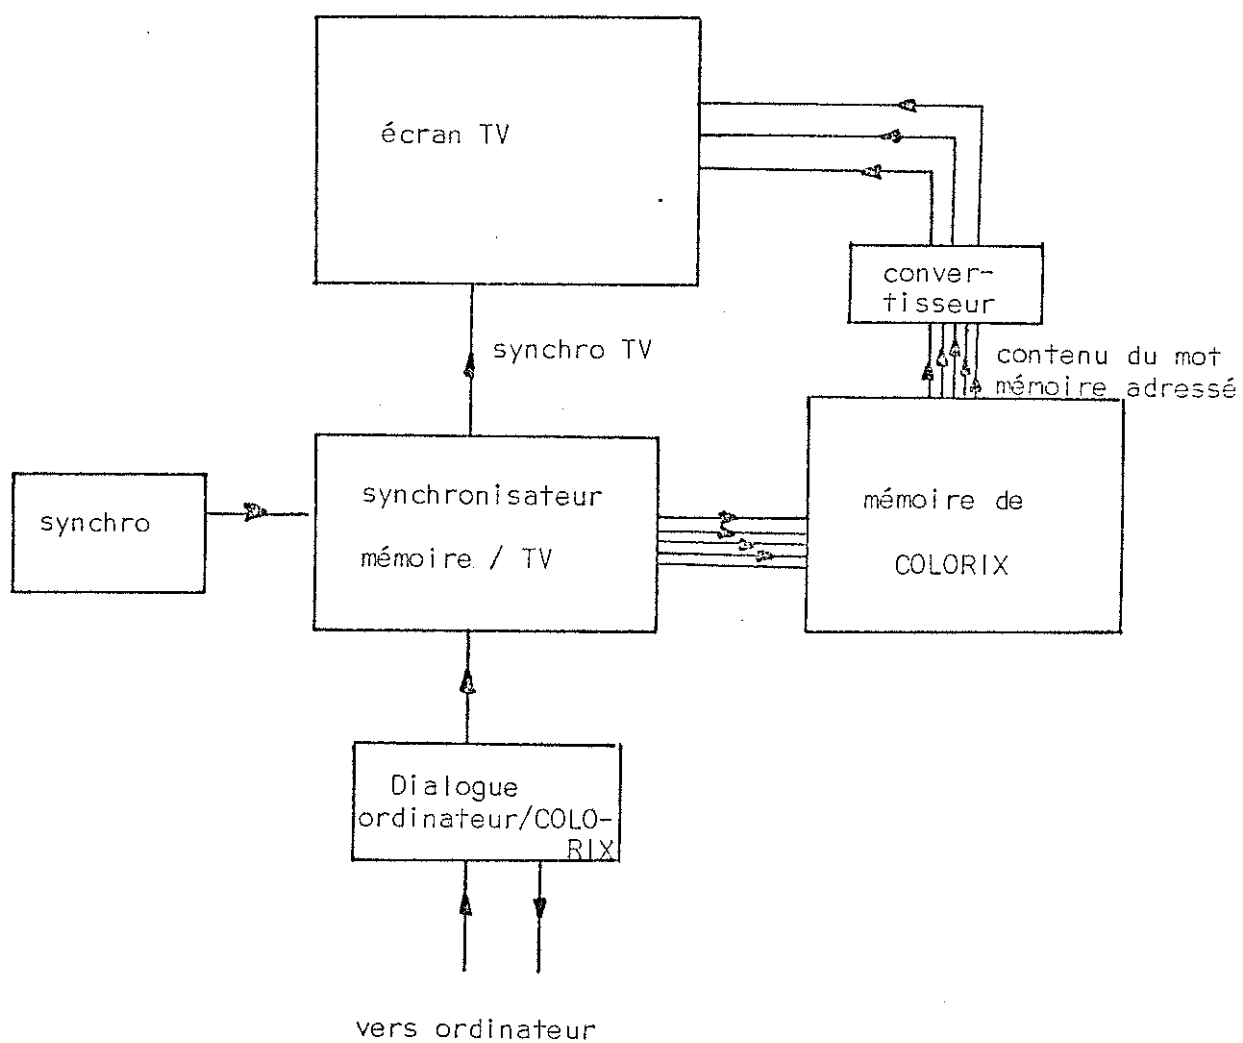 écran TV
conver-
tisseur
synchro TV
contenu du mot
mémoire adressé
synchro
synchronisateur
mémoire / TV
mémoire de
COLORIX
Dialogue
ordinateur/COLO-
RIX
vers ordinateur